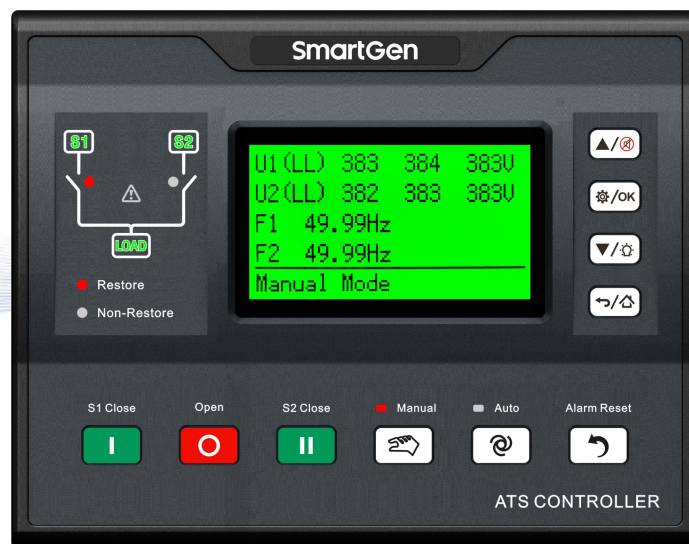 SmartGen
S1
S2
LOAD
Restore
Non-Restore
U1(LL) 383 384 383V
U2(LL) 382 383 383V
F1 49.99Hz
F2 49.99Hz
Manual Mode
/OK
S1 Close
Open
S2 Close
Manual
Auto
Alarm Reset
I
O
II
ATS CONTROLLER